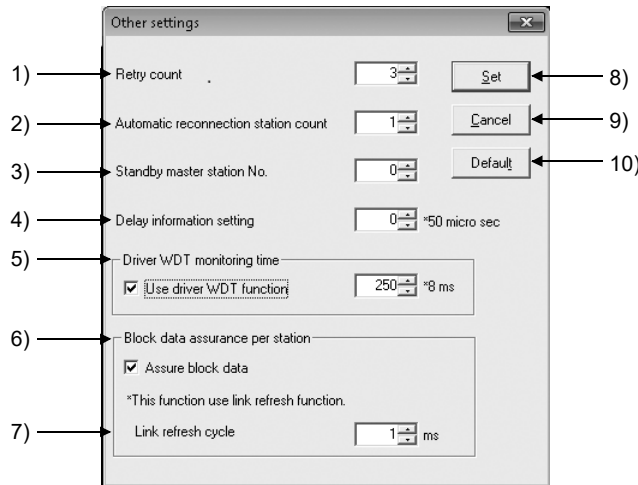 Other settings
1) Retry count 3 Set 8)
2) Automatic reconnection station count 1 Cancel 9)
3) Standby master station No. 0 Default 10)
4) Delay information setting 0 *50 micro sec
5) Driver WDT monitoring time
Use driver WDT function 250 *8 ms
6) Block data assurance per station
Assure block data
*This function use link refresh function.
7) Link refresh cycle 1 ms